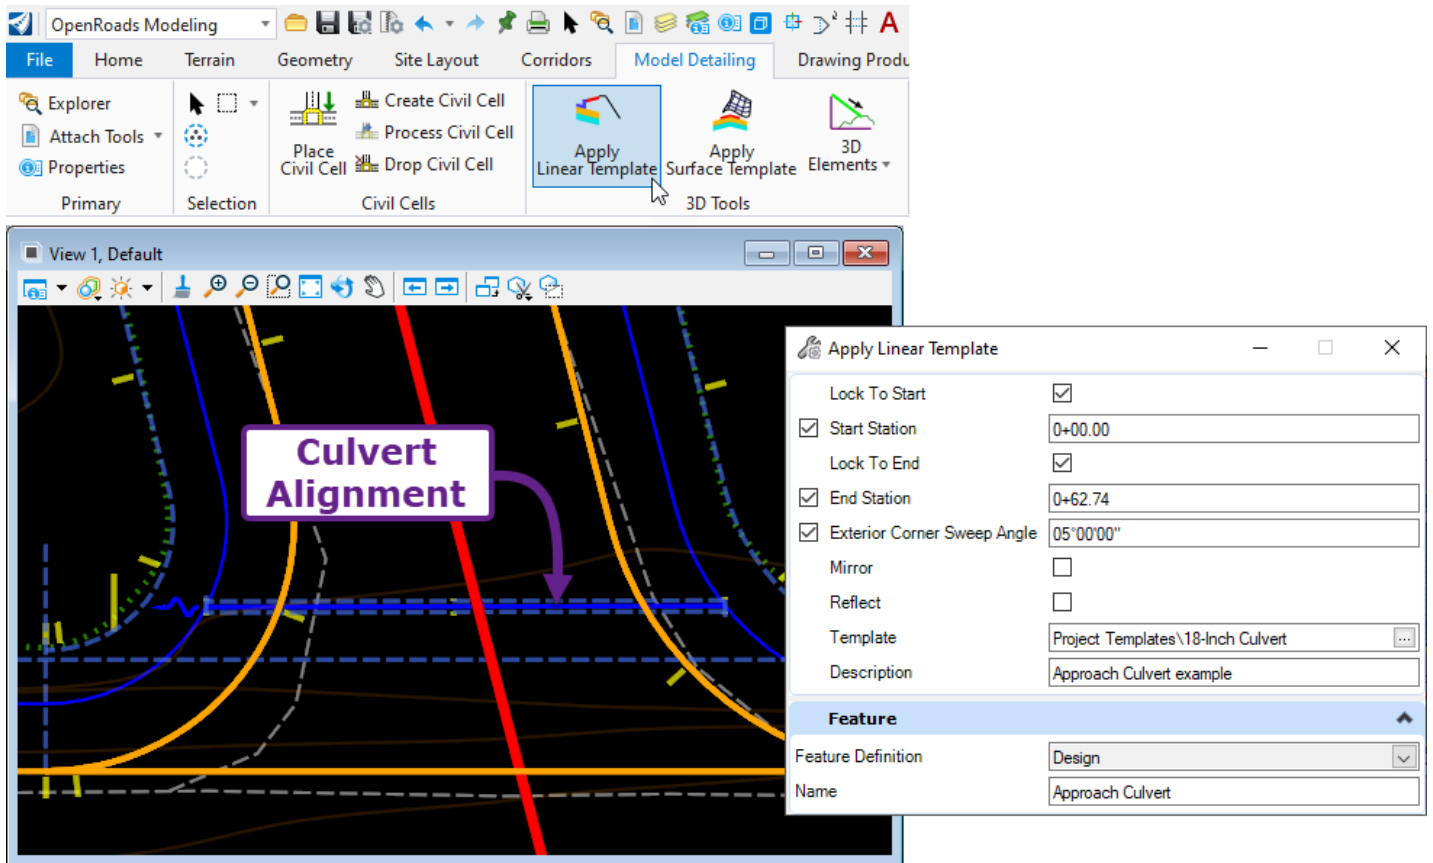 OpenRoads Modeling
File Home Terrain Geometry Site Layout Corridors Model Detailing Drawing Produ
Explorer
Attach Tools
Properties
Primary
Selection
Place
Civil Cell
Create Civil Cell
Process Civil Cell
Drop Civil Cell
Civil Cells
Apply
Linear Template
Apply
Surface Template
3D
Elements
3D Tools
View 1, Default
Culvert
Alignment
Apply Linear Template
Lock To Start
Start Station 0+00.00
Lock To End
End Station 0+62.74
Exterior Corner Sweep Angle 05°00'00"
Mirror
Reflect
Template Project Templates\18-Inch Culvert ...
Description Approach Culvert example
Feature
Feature Definition Design
Name Approach Culvert